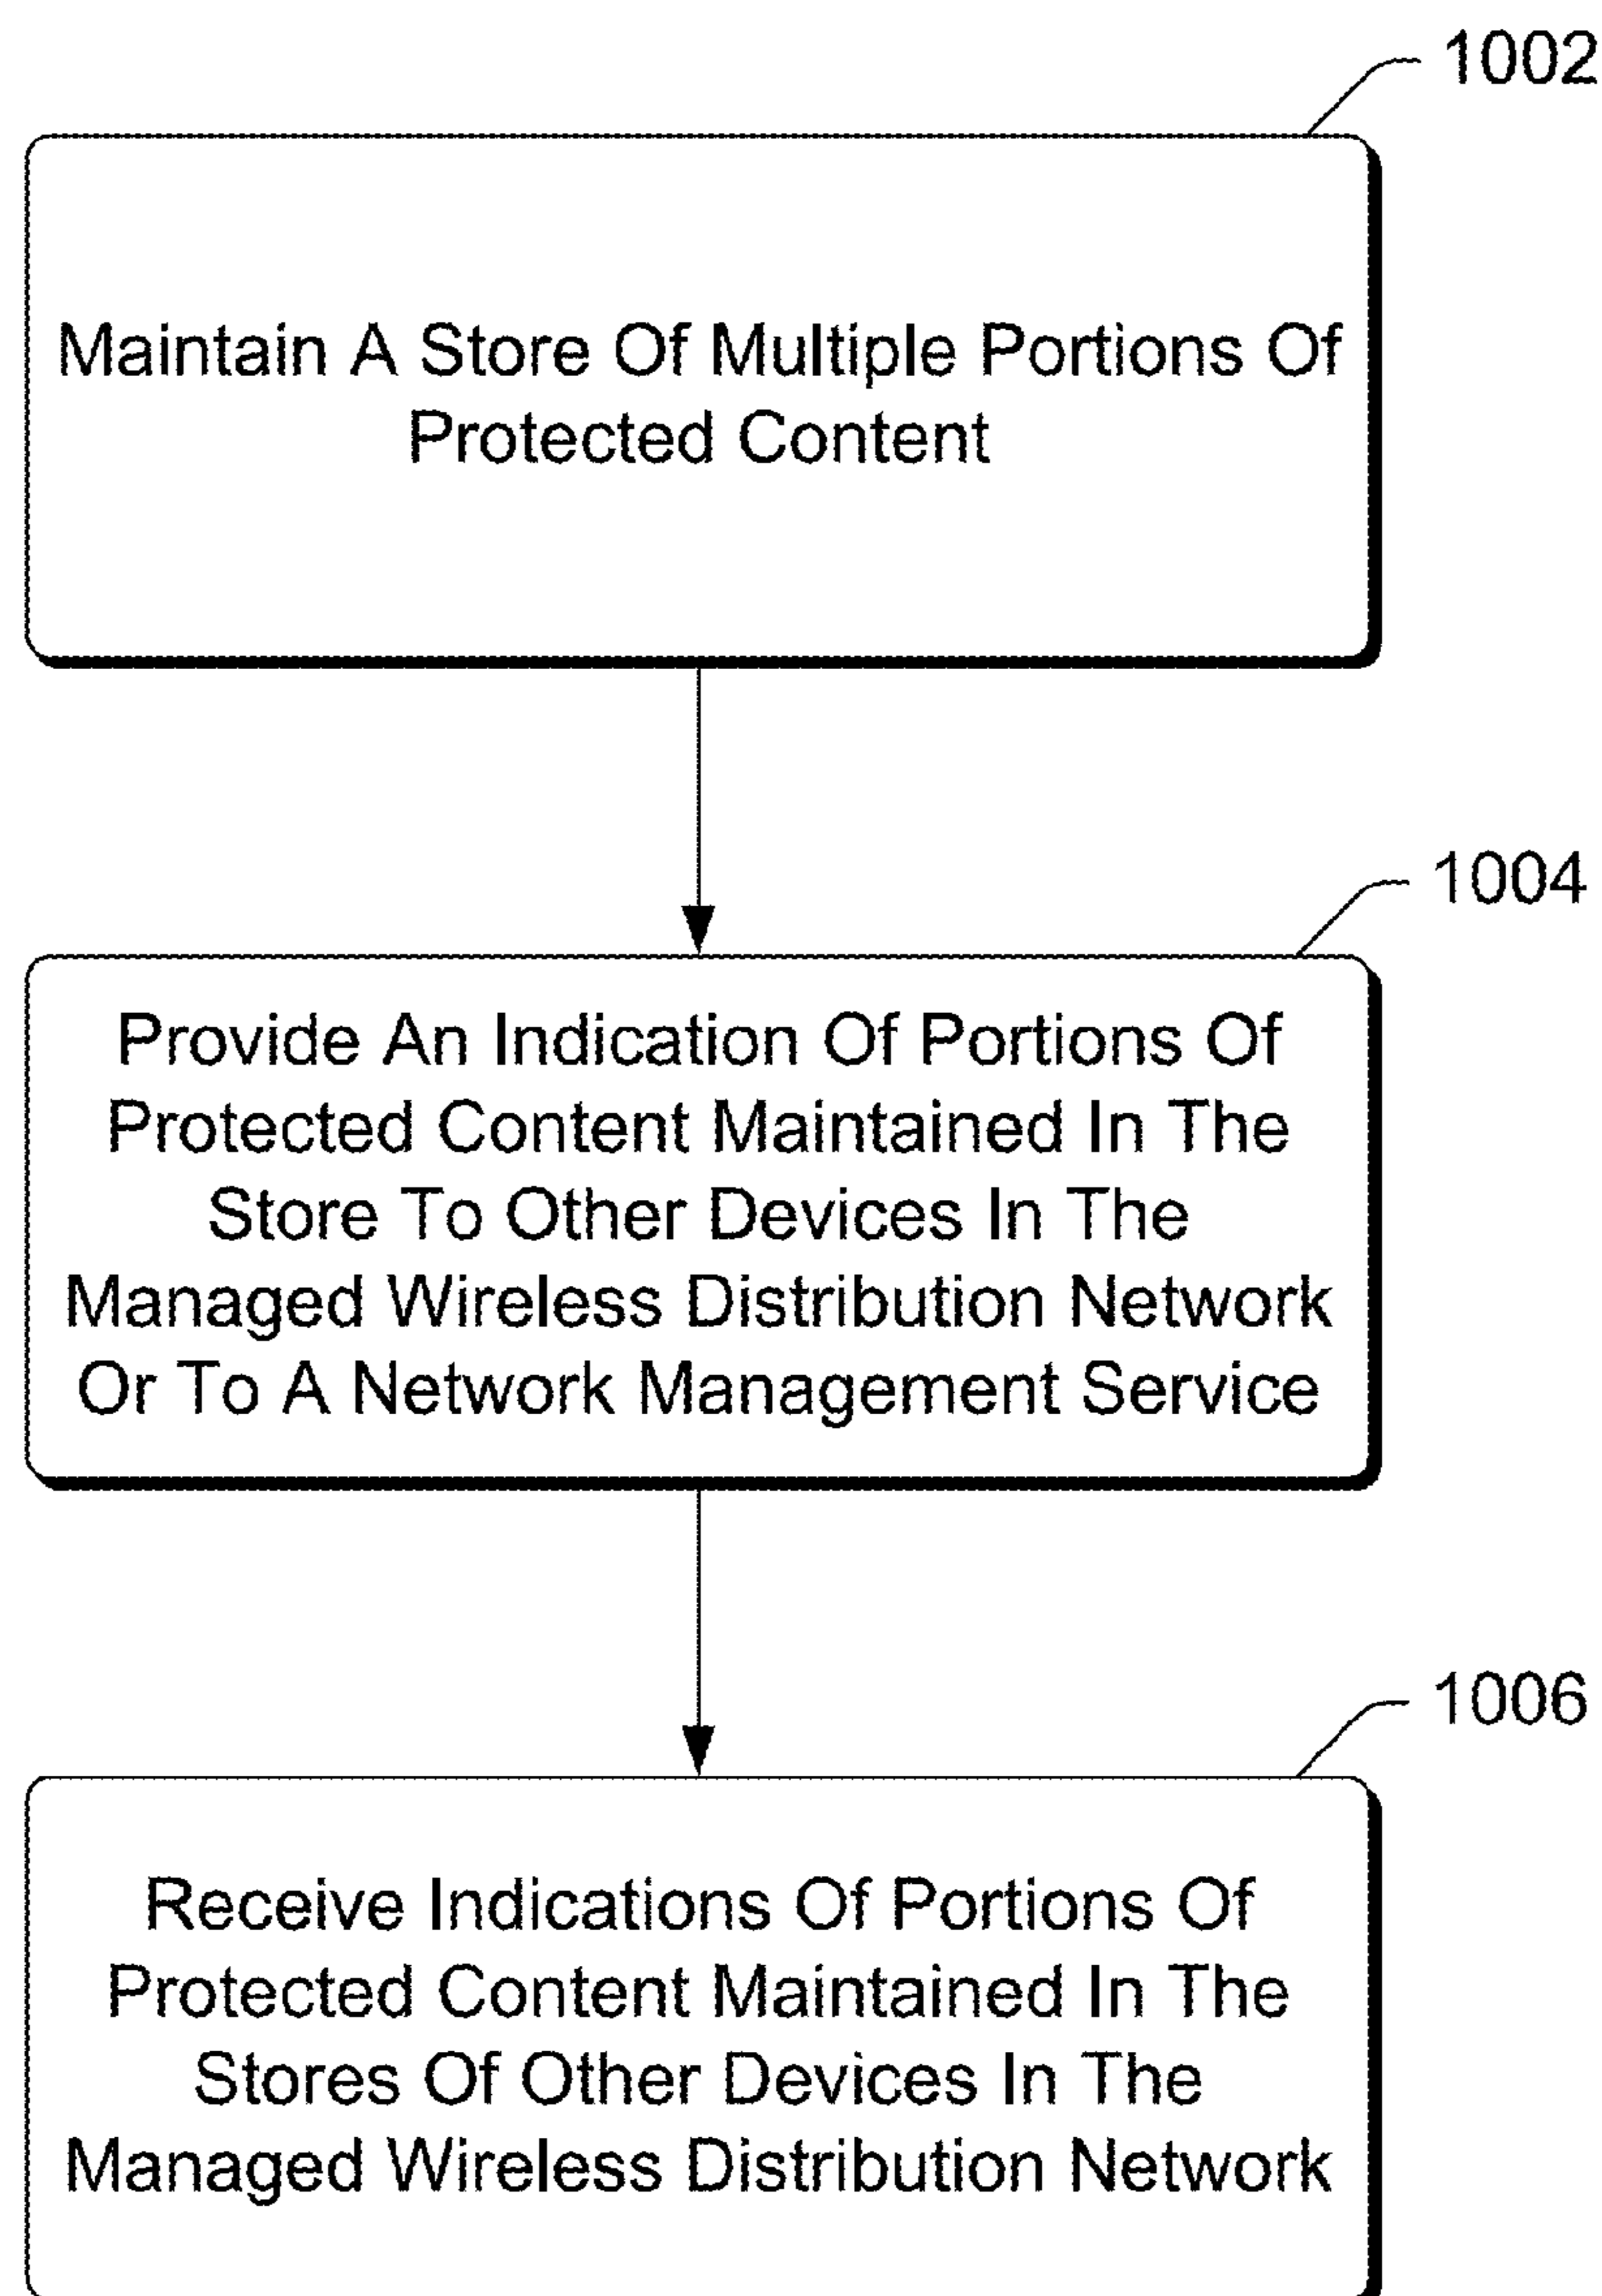 1002
Maintain A Store Of Multiple Portions Of
Protected Content
1004
Provide An Indication Of Portions Of
Protected Content Maintained In The
Store To Other Devices In The
Managed Wireless Distribution Network
Or To A Network Management Service
1006
Receive Indications Of Portions Of
Protected Content Maintained In The
Stores Of Other Devices In The
Managed Wireless Distribution Network